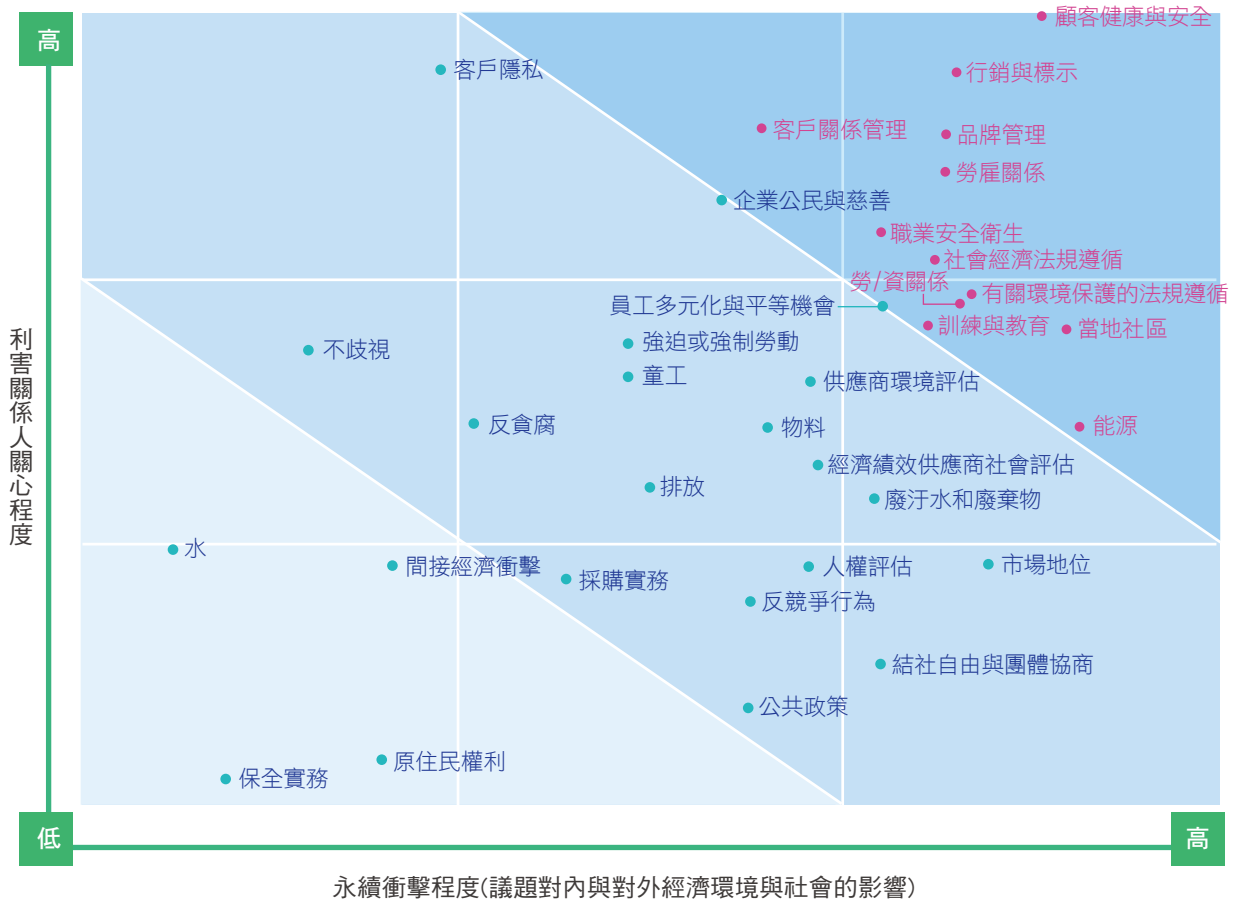 高
顧客健康與安全
客戶隱私
行銷與標示
客戶關係管理
品牌管理
勞雇關係
企業公民與慈善
職業安全衛生
社會經濟法規遵循
勞/資關係
有關環境保護的法規遵循
員工多元化與平等機會
訓練與教育
當地社區
強迫或強制勞動
不歧視
童工
供應商環境評估
反貪腐
物料
能源
經濟績效供應商社會評估
排放
廢汙水和廢棄物
利害關係人關心程度
水
間接經濟衝擊
採購實務
人權評估
市場地位
反競爭行為
結社自由與團體協商
公共政策
原住民權利
保全實務
低
高
永續衝擊程度(議題對內與對外經濟環境與社會的影響)